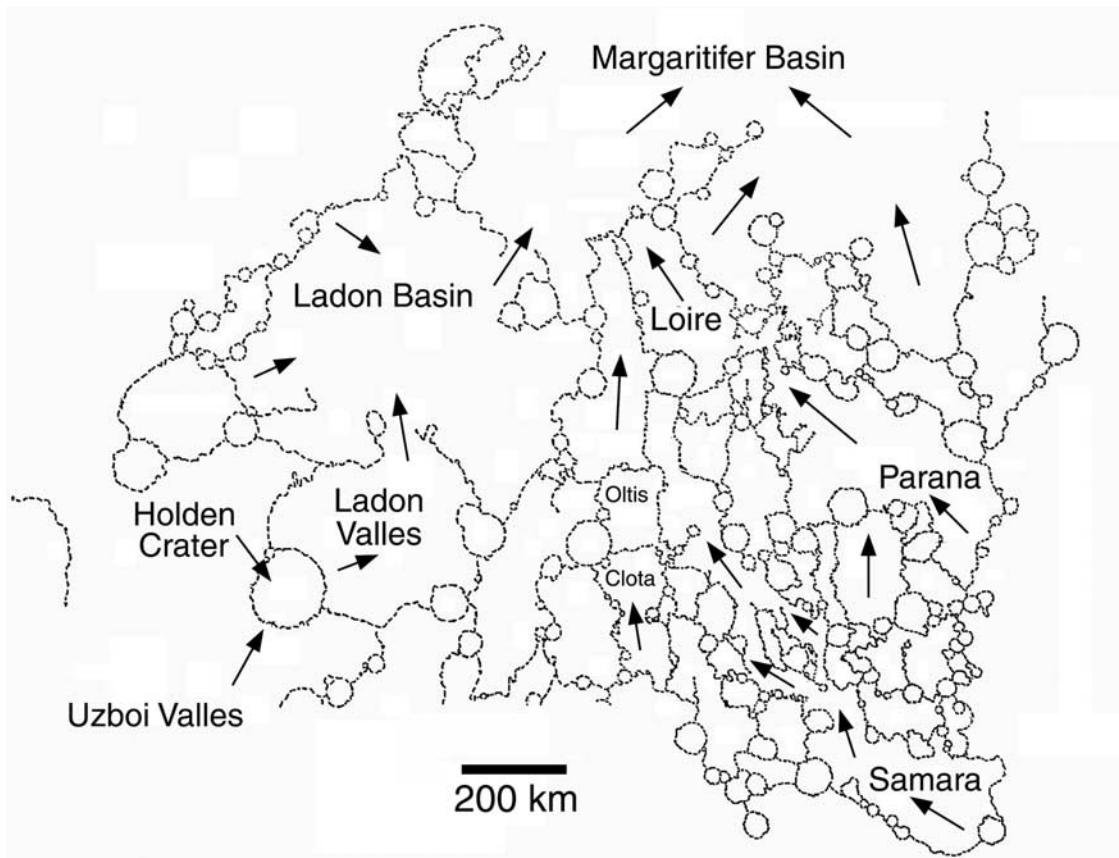 Margaritifer Basin
Ladon Basin
Loire
Parana
Oltis
Holden
Crater
Ladon
Valles
Clota
Uzboi Valles
Samara
200 km